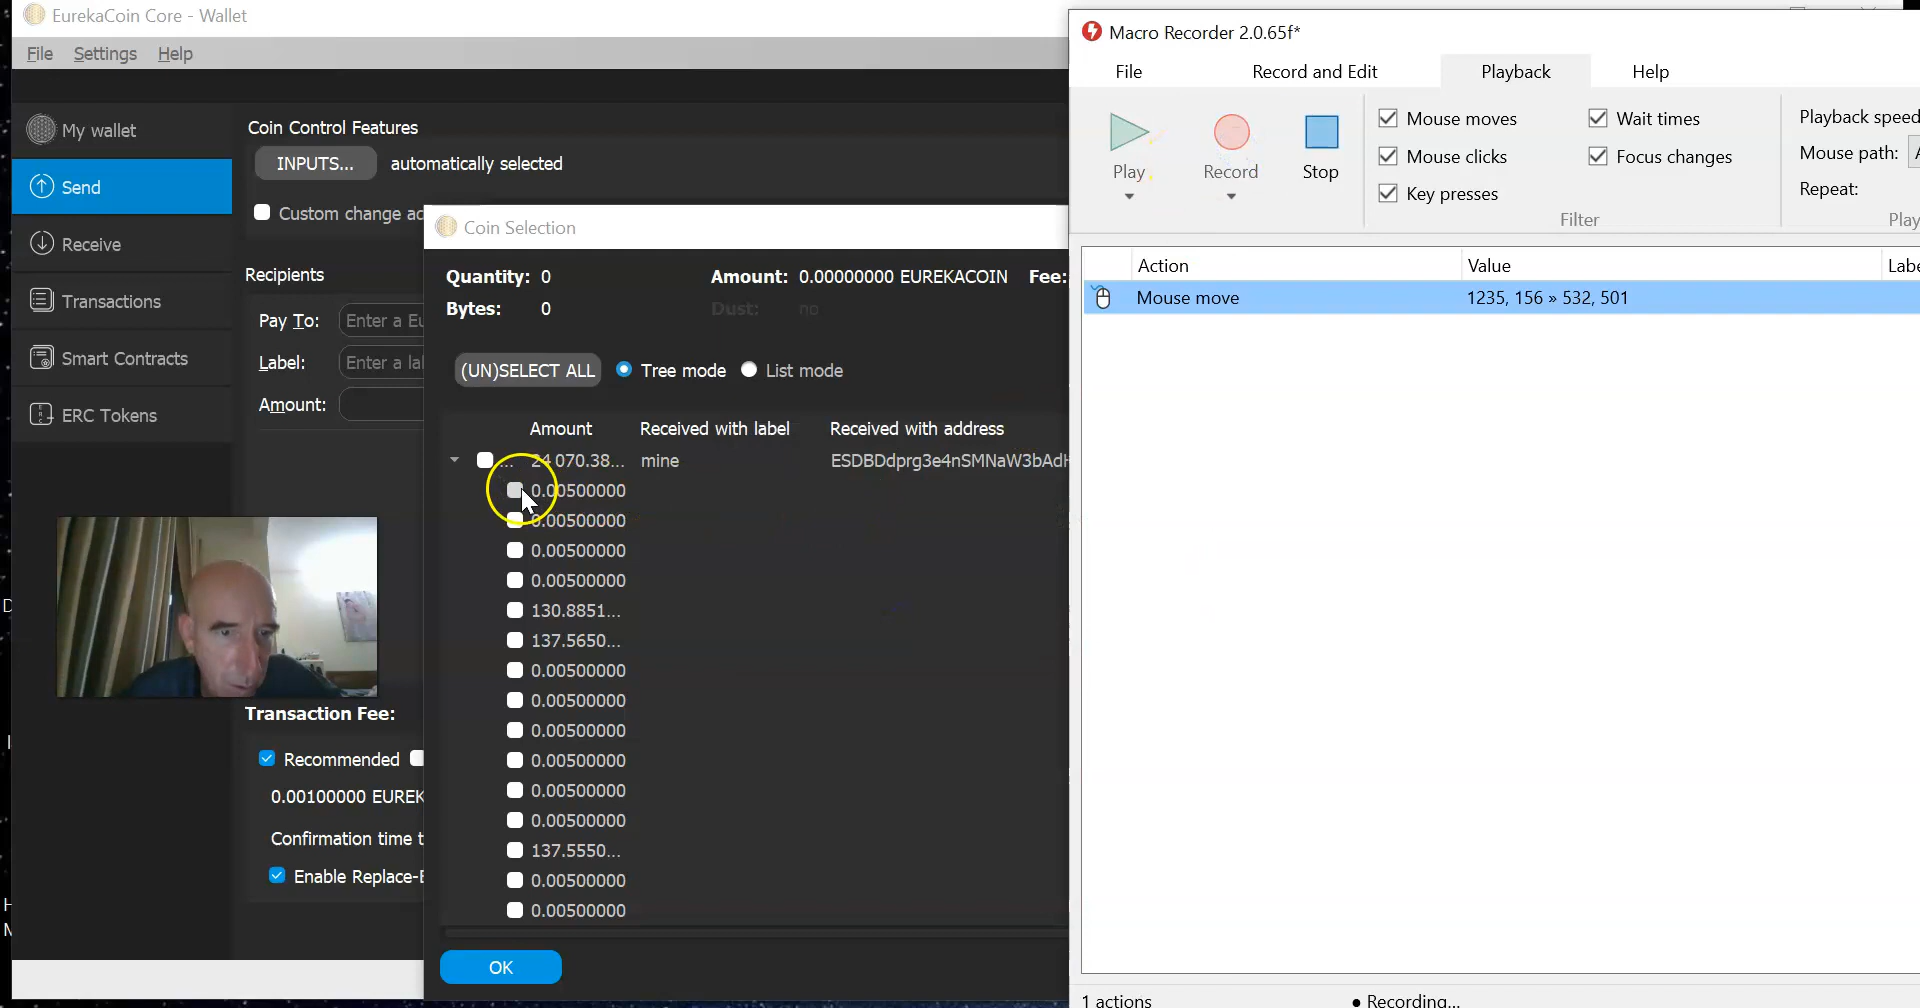 EurekaCoin Core - Wallet
File Settings Help
My wallet
Send
Receive
Transactions
Smart Contracts
ERC Tokens
Coin Control Features
INPUTS... automatically selected
Custom change ad
Recipients
Pay To: Enter a Eu
Label: Enter a lab
Amount:
Transaction Fee:
Recommended
0.00100000 EUREK
Confirmation time t
Enable Replace-B
Coin Selection
Quantity: 0 Amount: 0.00000000 EUREKACOIN Fee:
Bytes: 0 Dust: no
(UN)SELECT ALL Tree mode List mode
Amount Received with label Received with address
... 24 070.38... mine ESDBDdprg3e4nSMNaW3bAdH
0.00500000
0.00500000
0.00500000
0.00500000
130.8851...
137.5650...
0.00500000
0.00500000
0.00500000
0.00500000
0.00500000
0.00500000
137.5550...
0.00500000
0.00500000
OK
Macro Recorder 2.0.65f*
File Record and Edit Playback Help
Play Record Stop
Mouse moves Wait times
Mouse clicks Focus changes
Key presses
Filter
Playback speed
Mouse path: A
Repeat:
Play
Action Value Labe
Mouse move 1235, 156 » 532, 501
1 actions ● Recording...